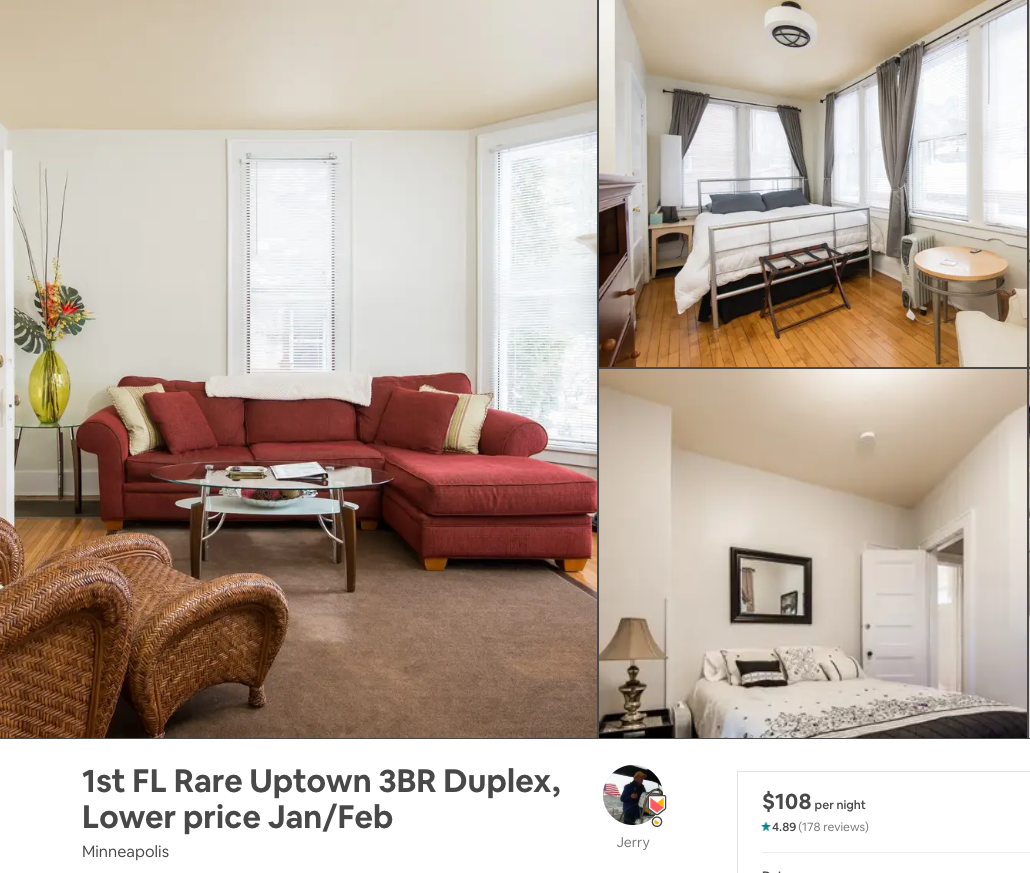 1st FL Rare Uptown 3BR Duplex,
Lower price Jan/Feb
Minneapolis
Jerry
$108 per night
★4.89 (178 reviews)